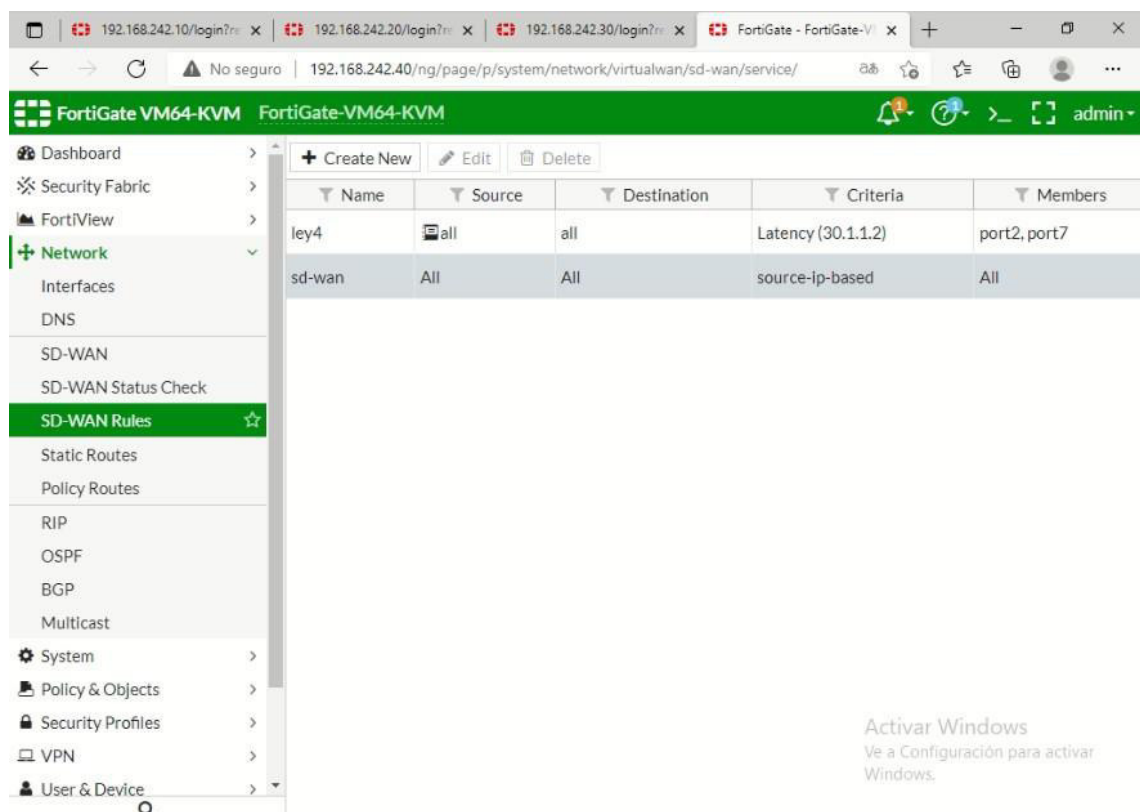 192.168.242.10/login?re
192.168.242.20/login?re
192.168.242.30/login?re
FortiGate - FortiGate-V
No seguro
192.168.242.40/ng/page/p/system/network/virtualwan/sd-wan/service/
FortiGate VM64-KVM
FortiGate-VM64-KVM
1
1
>_
admin
Dashboard
Security Fabric
FortiView
Network
Interfaces
DNS
SD-WAN
SD-WAN Status Check
SD-WAN Rules
Static Routes
Policy Routes
RIP
OSPF
BGP
Multicast
System
Policy & Objects
Security Profiles
VPN
User & Device
+ Create New Edit Delete
Name Source Destination Criteria Members
ley4 all all Latency (30.1.1.2) port2, port7
sd-wan All All source-ip-based All
Activar Windows
Ve a Configuración para activar
Windows.